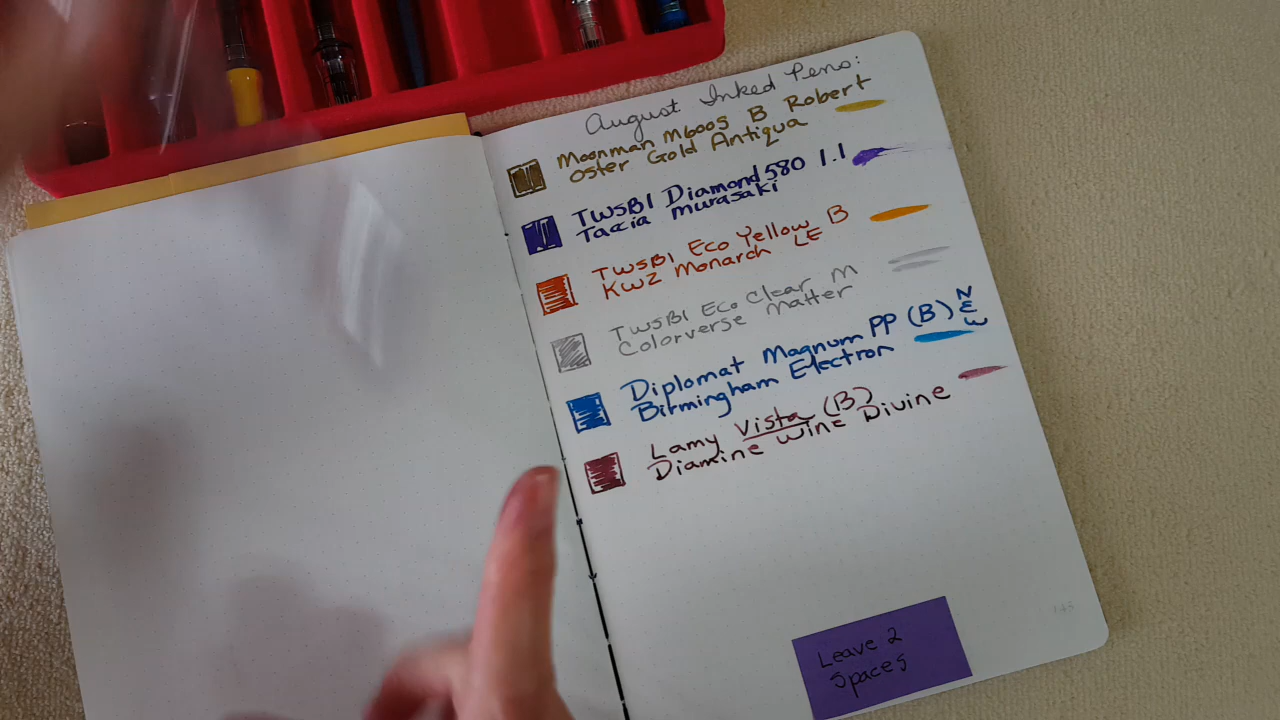 August Inked Pens:
Moonman M600S B Robert
Oster Gold Antiqua
TWSBI Diamond 580 1.1
Taccia Murasaki
TWSBI Eco Yellow B
KWZ Monarch LE
TWSBI Eco Clear M
Colorverse Matter
Diplomat Magnum PP (B) NEW
Birmingham Electron
Lamy Vista (B)
Diamine Wine Divine
Leave 2
Spaces